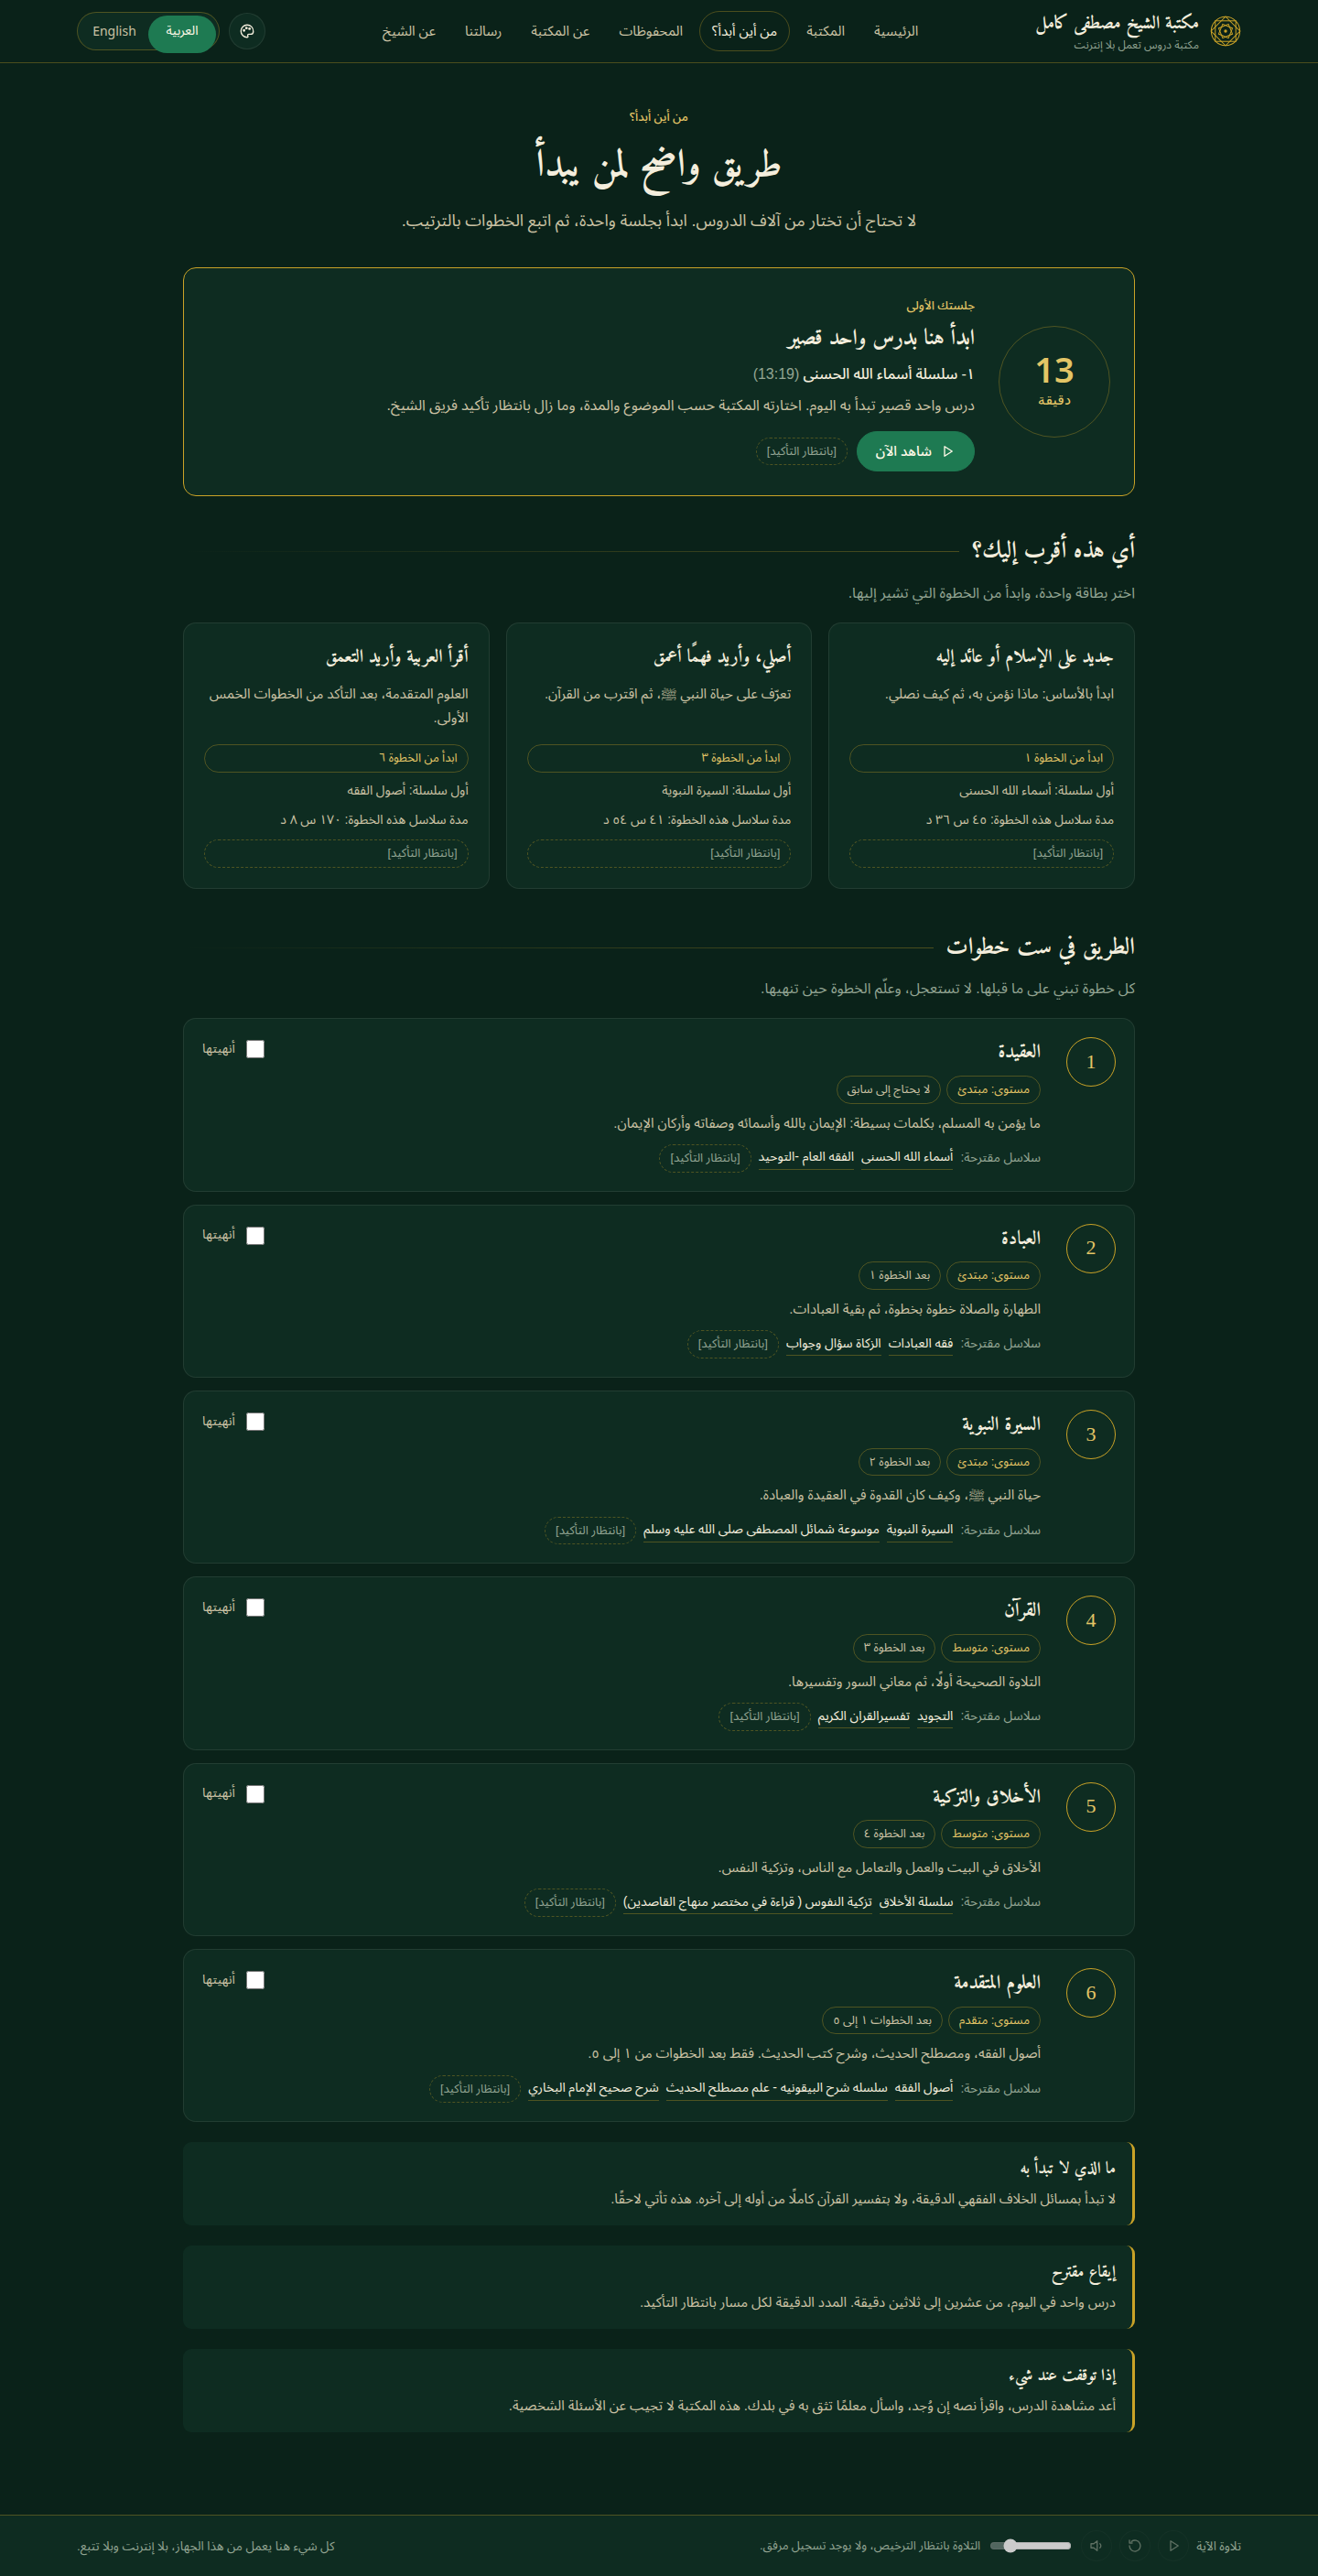 مكتبة الشيخ مصطفى كامل
مكتبة دروس تعمل بلا إنترنت
الرئيسية
المكتبة
من أين أبدأ؟
المحفوظات
عن المكتبة
رسالتنا
عن الشيخ
العربية
English
من أين أبدأ؟
طريق واضح لمن يبدأ
لا تحتاج أن تختار من آلاف الدروس. ابدأ بجلسة واحدة، ثم اتبع الخطوات بالترتيب.
13
دقيقة
جلستك الأولى
ابدأ هنا بدرس واحد قصير
١- سلسلة أسماء الله الحسنى (13:19)
درس واحد قصير تبدأ به اليوم. اختارته المكتبة حسب الموضوع والمدة، وما زال بانتظار تأكيد فريق الشيخ.
شاهد الآن
[بانتظار التأكيد]
أي هذه أقرب إليك؟
اختر بطاقة واحدة، وابدأ من الخطوة التي تشير إليها.
جديد على الإسلام أو عائد إليه
ابدأ بالأساس: ماذا نؤمن به، ثم كيف نصلي.
ابدأ من الخطوة ١
أول سلسلة: أسماء الله الحسنى
مدة سلاسل هذه الخطوة: ٤٥ س ٣٦ د
[بانتظار التأكيد]
أصلي، وأريد فهمًا أعمق
تعرّف على حياة النبي ﷺ، ثم اقترب من القرآن.
ابدأ من الخطوة ٣
أول سلسلة: السيرة النبوية
مدة سلاسل هذه الخطوة: ٤١ س ٥٤ د
[بانتظار التأكيد]
أقرأ العربية وأريد التعمق
العلوم المتقدمة، بعد التأكد من الخطوات الخمس
الأولى.
ابدأ من الخطوة ٦
أول سلسلة: أصول الفقه
مدة سلاسل هذه الخطوة: ١٧٠ س ٨ د
[بانتظار التأكيد]
الطريق في ست خطوات
كل خطوة تبني على ما قبلها. لا تستعجل، وعلّم الخطوة حين تنهيها.
1
العقيدة
أنهيتها
مستوى: مبتدئ
لا يحتاج إلى سابق
ما يؤمن به المسلم، بكلمات بسيطة: الإيمان بالله وأسمائه وصفاته وأركان الإيمان.
سلاسل مقترحة: أسماء الله الحسنى الفقه العام -التوحيد [بانتظار التأكيد]
2
العبادة
أنهيتها
مستوى: مبتدئ
بعد الخطوة ١
الطهارة والصلاة خطوة بخطوة، ثم بقية العبادات.
سلاسل مقترحة: فقه العبادات الزكاة سؤال وجواب [بانتظار التأكيد]
3
السيرة النبوية
أنهيتها
مستوى: مبتدئ
بعد الخطوة ٢
حياة النبي ﷺ، وكيف كان القدوة في العقيدة والعبادة.
سلاسل مقترحة: السيرة النبوية موسوعة شمائل المصطفى صلى الله عليه وسلم [بانتظار التأكيد]
4
القرآن
أنهيتها
مستوى: متوسط
بعد الخطوة ٣
التلاوة الصحيحة أولًا، ثم معاني السور وتفسيرها.
سلاسل مقترحة: التجويد تفسيرالقران الكريم [بانتظار التأكيد]
5
الأخلاق والتزكية
أنهيتها
مستوى: متوسط
بعد الخطوة ٤
الأخلاق في البيت والعمل والتعامل مع الناس، وتزكية النفس.
سلاسل مقترحة: سلسلة الأخلاق تزكية النفوس ( قراءة في مختصر منهاج القاصدين) [بانتظار التأكيد]
6
العلوم المتقدمة
أنهيتها
مستوى: متقدم
بعد الخطوات ١ إلى ٥
أصول الفقه، ومصطلح الحديث، وشرح كتب الحديث. فقط بعد الخطوات من ١ إلى ٥.
سلاسل مقترحة: أصول الفقه سلسله شرح البيقونيه - علم مصطلح الحديث شرح صحيح الإمام البخاري [بانتظار التأكيد]
ما الذي لا تبدأ به
لا تبدأ بمسائل الخلاف الفقهي الدقيقة، ولا بتفسير القرآن كاملًا من أوله إلى آخره. هذه تأتي لاحقًا.
إيقاع مقترح
درس واحد في اليوم، من عشرين إلى ثلاثين دقيقة. المدد الدقيقة لكل مسار بانتظار التأكيد.
إذا توقفت عند شيء
أعد مشاهدة الدرس، واقرأ نصه إن وُجد، واسأل معلمًا تثق به في بلدك. هذه المكتبة لا تجيب عن الأسئلة الشخصية.
تلاوة الآية
التلاوة بانتظار الترخيص، ولا يوجد تسجيل مرفق.
كل شيء هنا يعمل من هذا الجهاز، بلا إنترنت وبلا تتبع.